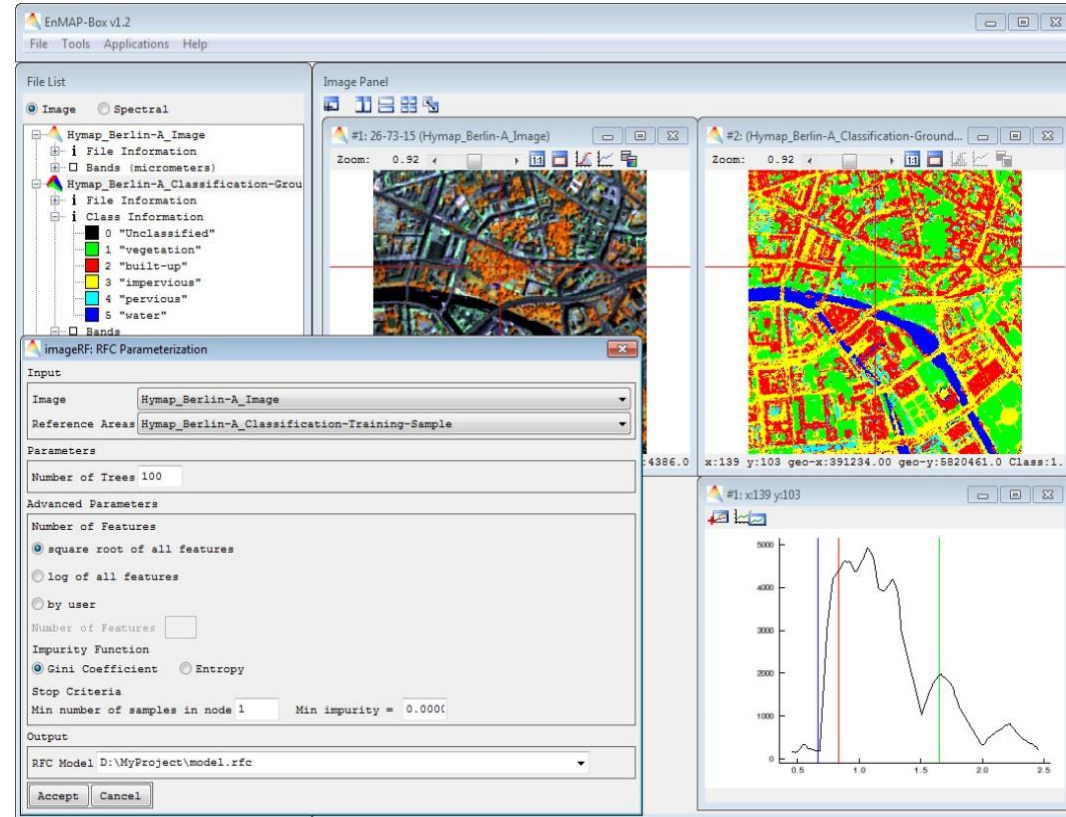 EnMAP-Box v1.2
File Tools Applications Help
File List
Image Spectral
Hymap_Berlin-A_Image
i File Information
Bands (micrometers)
Hymap_Berlin-A_Classification-Grou
i File Information
i Class Information
0 "Unclassified"
1 "vegetation"
2 "built-up"
3 "impervious"
4 "pervious"
5 "water"
Bands
Image Panel
#1: 26-73-15 (Hymap_Berlin-A_Image)
Zoom: 0.92
1:1
:4386.0
#2: (Hymap_Berlin-A_Classification-Ground...
Zoom: 0.92
1:1
x:139 y:103 geo-x:391234.00 geo-y:5820461.0 Class:1.
imageRF: RFC Parameterization
Input
Image Hymap_Berlin-A_Image
Reference Areas Hymap_Berlin-A_Classification-Training-Sample
Parameters
Number of Trees 100
Advanced Parameters
Number of Features
square root of all features
log of all features
by user
Number of Features
Impurity Function
Gini Coefficient Entropy
Stop Criteria
Min number of samples in node 1 Min impurity = 0.000
Output
RFC Model D:\MyProject\model.rfc
Accept Cancel
#1: x:139 y:103
5000
4000
3000
2000
1000
0
0.5 1.0 1.5 2.0 2.5